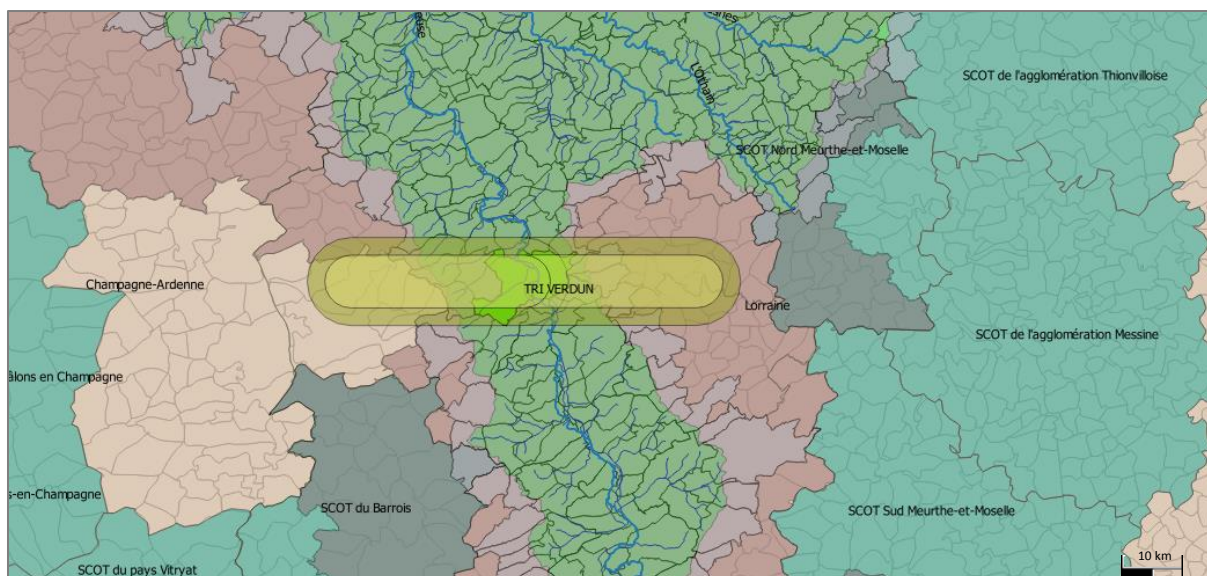 SCOT de l'agglomération Thionvilloise
L'Othain
SCOT Nord Meurthe-et-Moselle
Champagne-Ardenne
TRI VERDUN
Lorraine
SCOT de l'agglomération Messine
âlons en Champagne
s-en-Champagne
SCOT du Barrois
SCOT Sud Meurthe-et-Moselle
SCOT du pays Vitryat
10 km